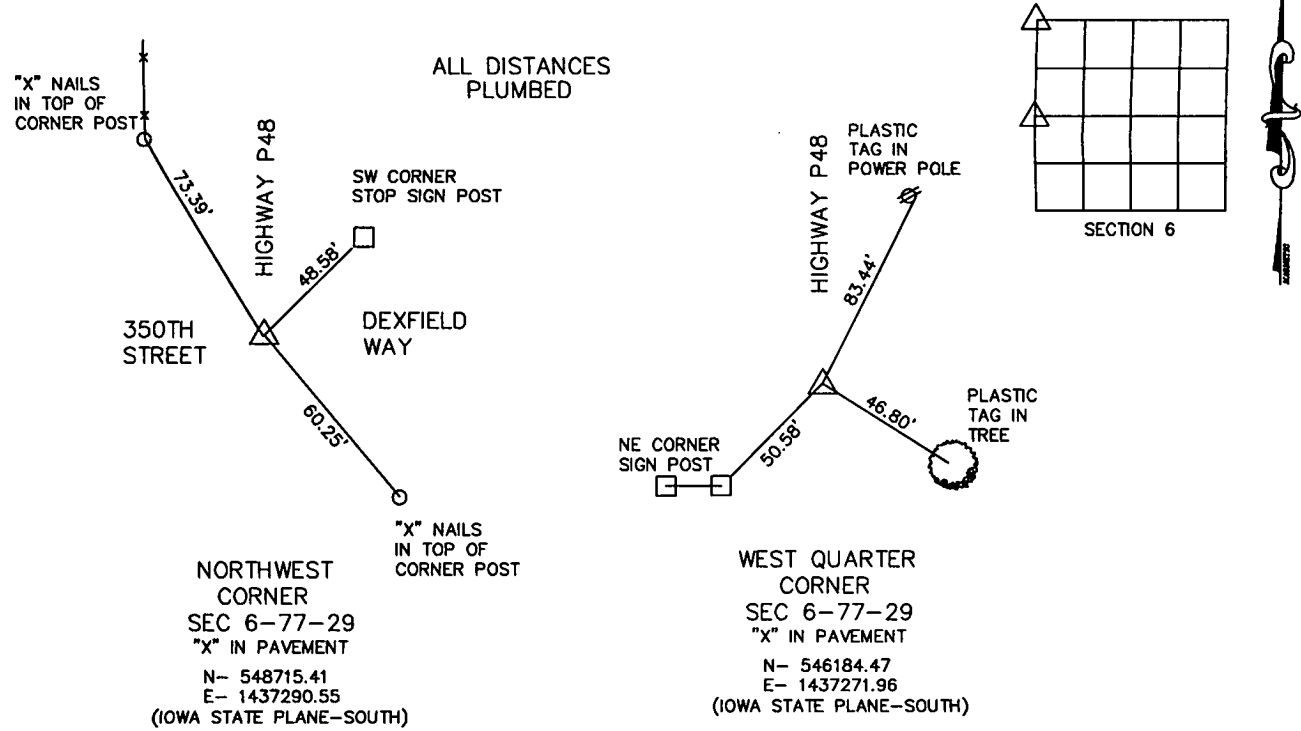 ALL DISTANCES
PLUMBED
"X" NAILS
IN TOP OF
CORNER POST
73.39'
HIGHWAY P48
SW CORNER
STOP SIGN POST
48.58'
350TH
STREET
DEXFIELD
WAY
60.25'
"X" NAILS
IN TOP OF
CORNER POST
NORTHWEST
CORNER
SEC 6-77-29
"X" IN PAVEMENT
N- 548715.41
E- 1437290.55
(IOWA STATE PLANE-SOUTH)
HIGHWAY P48
PLASTIC
TAG IN
POWER POLE
83.44'
46.80'
PLASTIC
TAG IN
TREE
NE CORNER
SIGN POST
50.58'
WEST QUARTER
CORNER
SEC 6-77-29
"X" IN PAVEMENT
N- 546184.47
E- 1437271.96
(IOWA STATE PLANE-SOUTH)
SECTION 6